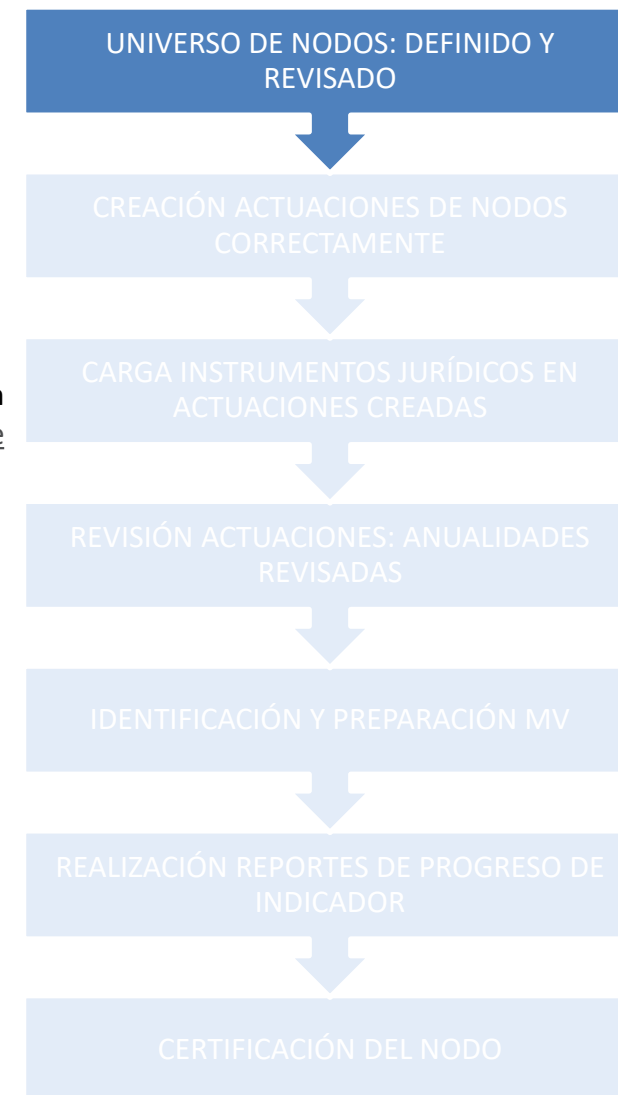 UNIVERSO DE NODOS: DEFINIDO Y
REVISADO
CREACIÓN ACTUACIONES DE NODOS
CORRECTAMENTE
CARGA INSTRUMENTOS JURÍDICOS EN
ACTUACIONES CREADAS
REVISIÓN ACTUACIONES: ANUALIDADES
REVISADAS
IDENTIFICACIÓN Y PREPARACIÓN MV
REALIZACIÓN REPORTES DE PROGRESO DE
INDICADOR
CERTIFICACIÓN DEL NODO